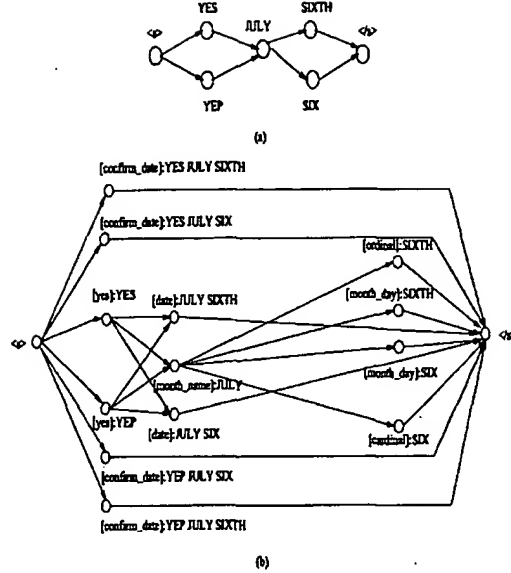 YES
SIXTH
<s>
JULY
</s>
YEP
SIX
(a)
[confirm_date]:YES JULY SIXTH
[confirm_date]:YES JULY SIX
[ordinal]:SIXTH
[yes]:YES
[date]:JULY SIXTH
[month_day]:SIXTH
[month_name]:JULY
[month_day]:SIX
[yes]:YEP
[date]:JULY SIX
[cardinal]:SIX
[confirm_date]:YEP JULY SIX
[confirm_date]:YEP JULY SIXTH
(b)